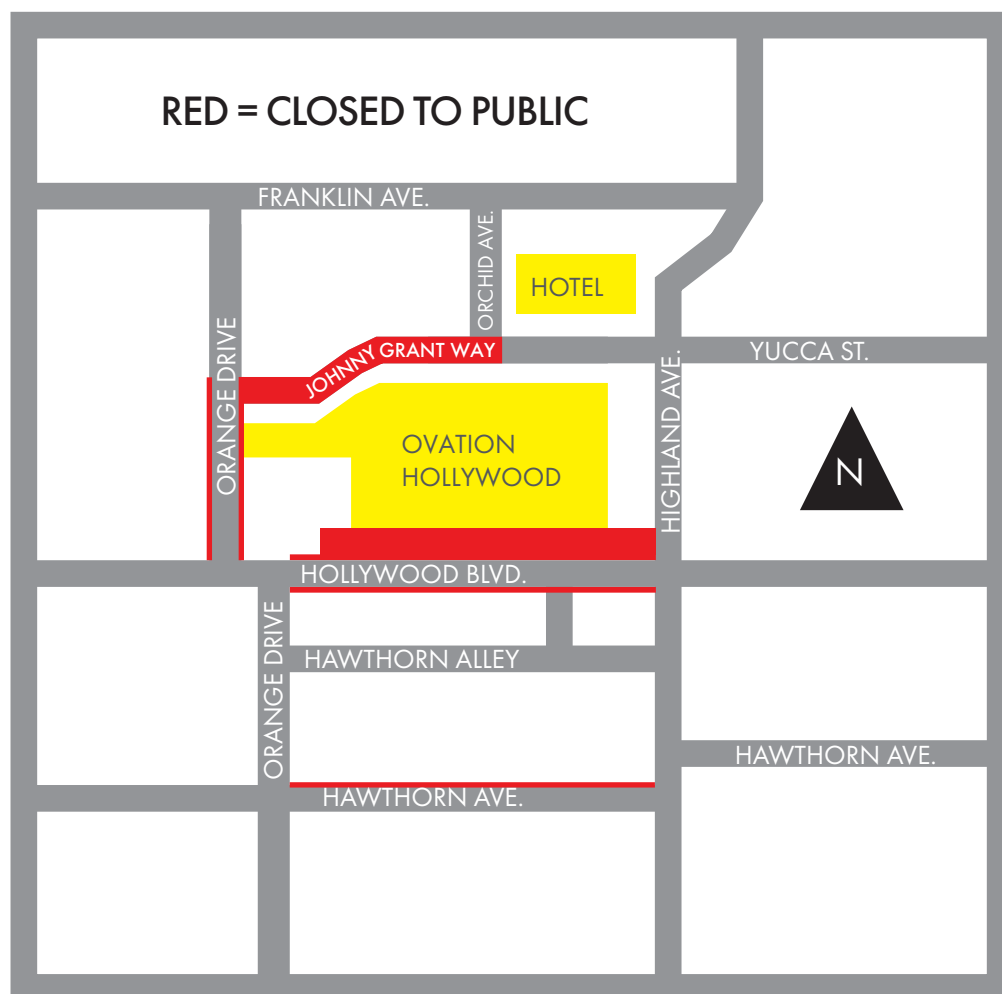 RED = CLOSED TO PUBLIC
FRANKLIN AVE.
ORCHID AVE.
HOTEL
ORANGE DRIVE
JOHNNY GRANT WAY
YUCCA ST.
HIGHLAND AVE.
OVATION
HOLLYWOOD
N
HOLLYWOOD BLVD.
ORANGE DRIVE
HAWTHORN ALLEY
HAWTHORN AVE.
HAWTHORN AVE.